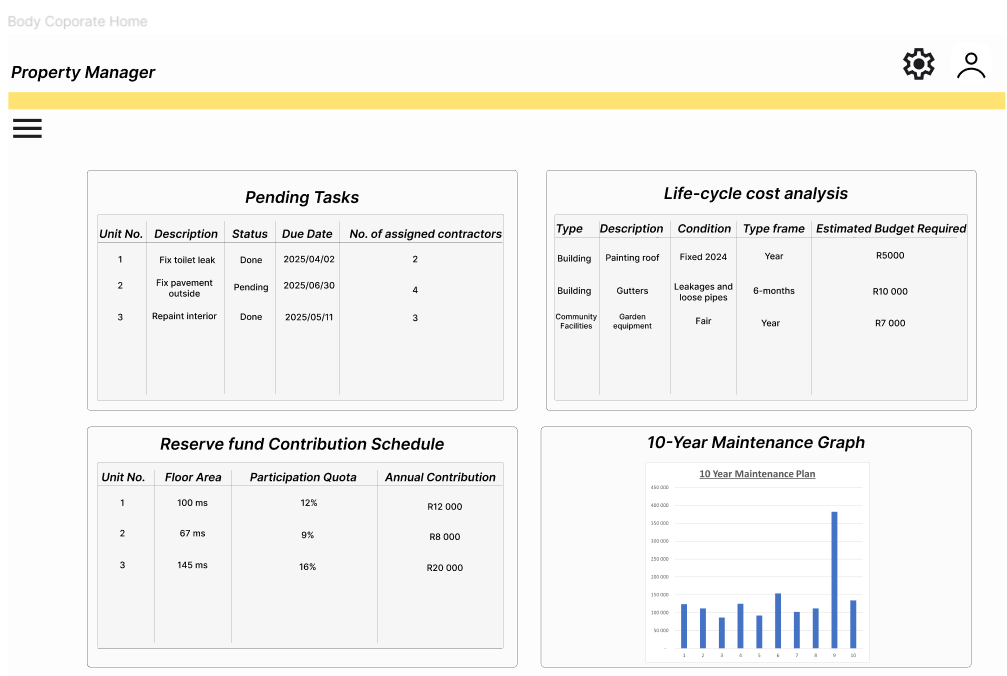 Body Coporate Home
Property Manager
Pending Tasks
Unit No. Description Status Due Date No. of assigned contractors
1 Fix toilet leak Done 2025/04/02 2
2 Fix pavement outside Pending 2025/06/30 4
3 Repaint interior Done 2025/05/11 3
Life-cycle cost analysis
Type Description Condition Type frame Estimated Budget Required
Building Painting roof Fixed 2024 Year R5000
Building Gutters Leakages and loose pipes 6-months R10 000
Community Facilities Garden equipment Fair Year R7 000
Reserve fund Contribution Schedule
Unit No. Floor Area Participation Quota Annual Contribution
1 100 ms 12% R12 000
2 67 ms 9% R8 000
3 145 ms 16% R20 000
10-Year Maintenance Graph
10 Year Maintenance Plan
450 000
400 000
350 000
300 000
250 000
200 000
150 000
100 000
50 000
-
1 2 3 4 5 6 7 8 9 10